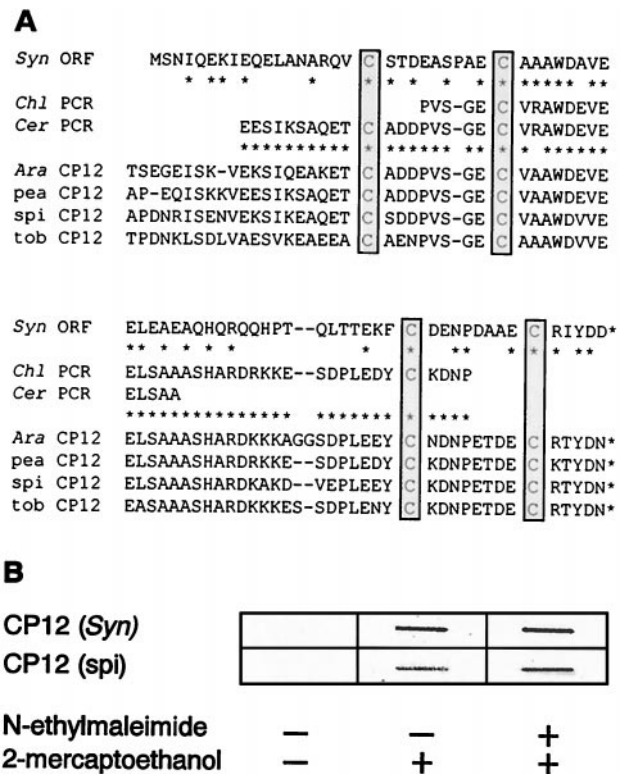 A
Syn ORF MSNIQEKIEQELANARQV C STDEASPAE C AAAWDAVE
* ** * * * * * * * * ***** **
Chl PCR PVS-GE C VRAWDEVE
Cer PCR EESIKSAQET C ADDPVS-GE C VRAWDEVE
********** * ****** ** * * ******
Ara CP12 TSEGEISK-VEKSIQEAKET C ADDPVS-GE C VAAWDEVE
pea CP12 AP-EQISKKVEESIKSAQET C ADDPVS-GE C VAAWDEVE
spi CP12 APDNRISENVEKSIKEAQET C SDDPVS-GE C VAAWDVVE
tob CP12 TPDNKLSDLVAESVKEAEEA C AENPVS-GE C AAAWDVVE
Syn ORF ELEAEAQHQRQQHPT--QLTTEKF C DENPDAAE C RIYDD*
** * * * * * * ** * * * **
Chl PCR ELSAAASHARDRKKE--SDPLEDY C KDNP
Cer PCR ELSAA
************** ******* * ****
Ara CP12 ELSAAASHARDKKKAGGSDPLEEY C NDNPETDE C RTYDN*
pea CP12 ELSAAASHARDRKKE--SDPLEEY C KDNPETDE C KTYDN*
spi CP12 ELSAAASHARDKAKD--VEPLEEY C KDNPETDE C RTYDN*
tob CP12 EASAAASHARDKKKES-SDPLENY C KDNPETDE C RTYDN*
B
CP12 (Syn)
CP12 (spi)
N-ethylmaleimide – – +
2-mercaptoethanol – + +